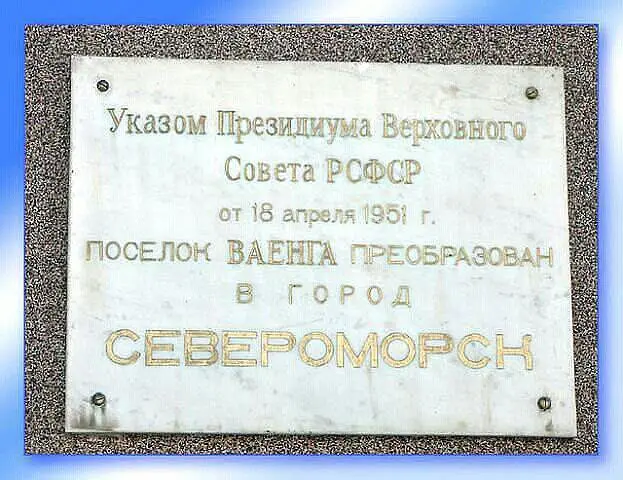 Указом Президиума Верховного
Совета РСФСР
от 18 апреля 1951 г.
ПОСЕЛОК ВАЕНГА ПРЕОБРАЗОВАН
В ГОРОД
СЕВЕРОМОРСК